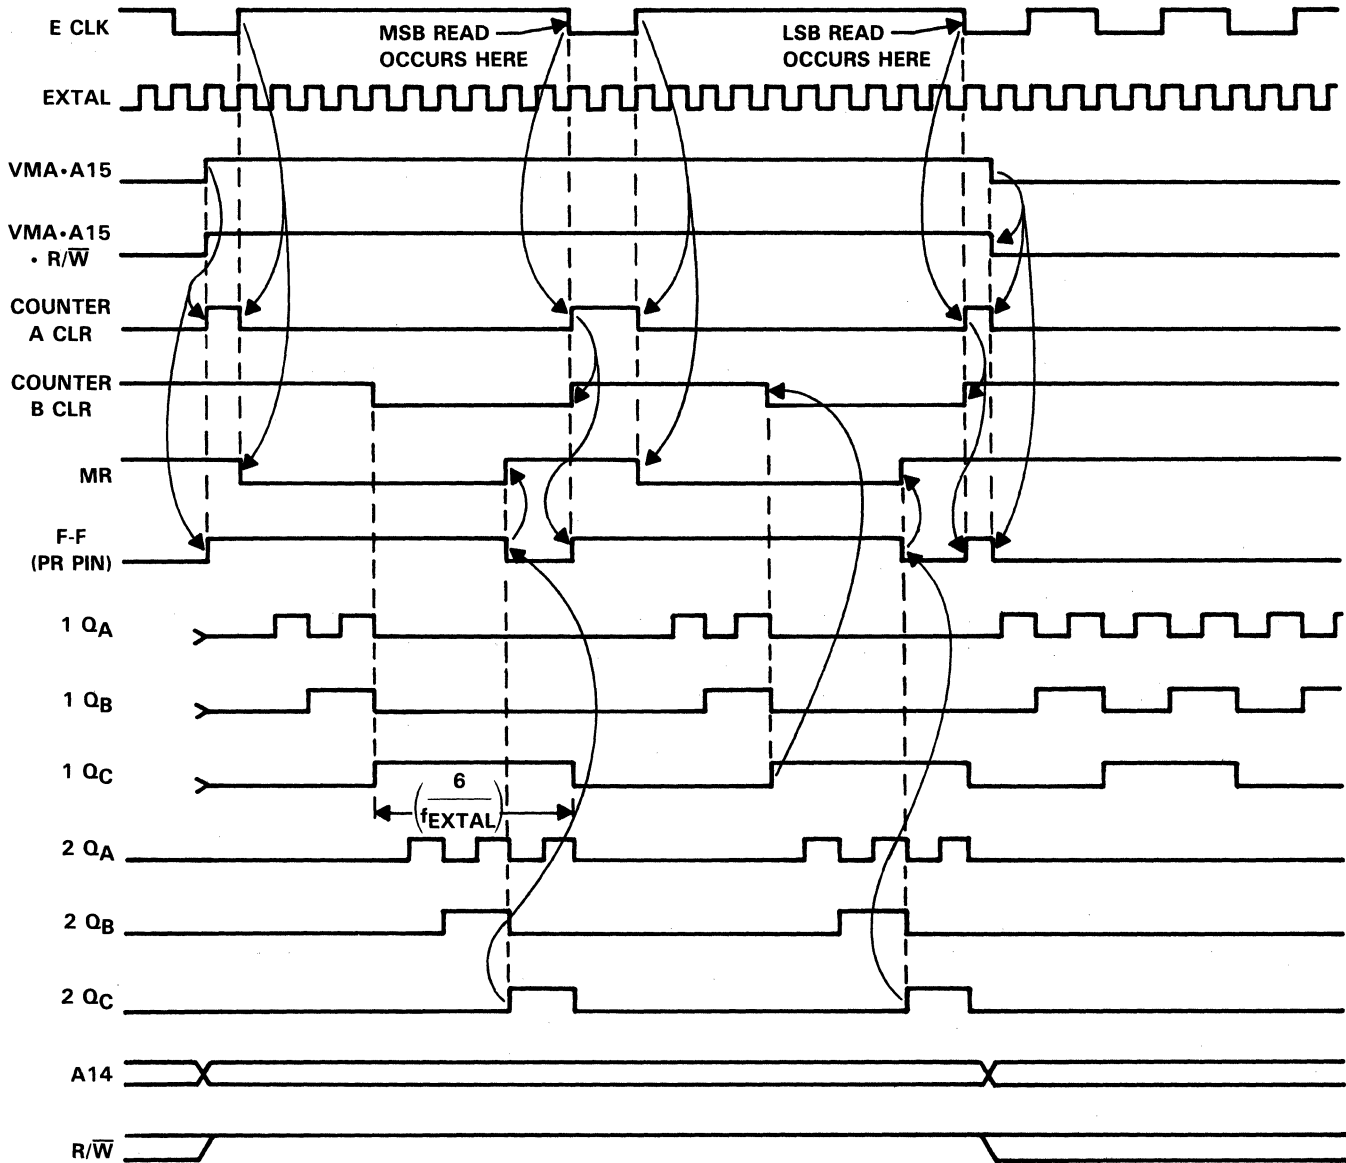 E CLK
MSB READ
OCCURS HERE
LSB READ
OCCURS HERE
EXTAL
VMA•A15
VMA•A15
• R/W̅
COUNTER
A CLR
COUNTER
B CLR
MR
F-F
(PR PIN)
1 QA
1 QB
1 QC
(6
fEXTAL)
2 QA
2 QB
2 QC
A14
R/W̅